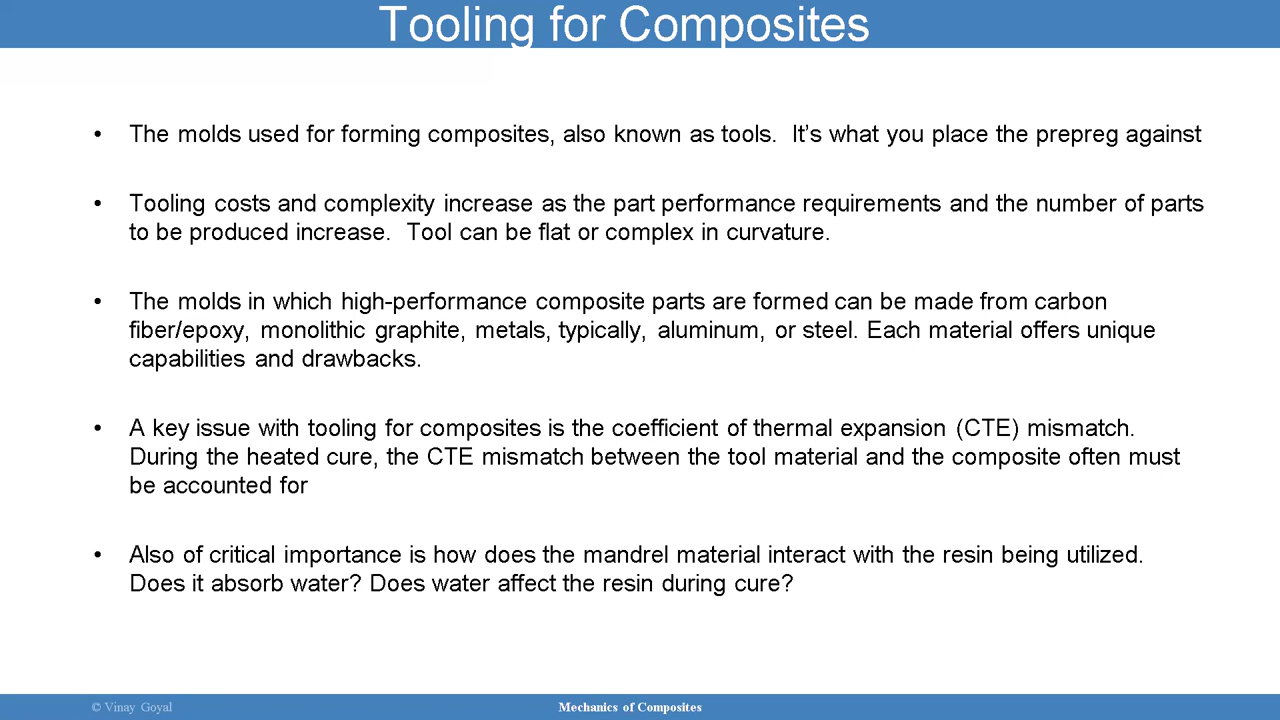 Tooling for Composites
• The molds used for forming composites, also known as tools.  It’s what you place the prepreg against
• Tooling costs and complexity increase as the part performance requirements and the number of parts
to be produced increase.  Tool can be flat or complex in curvature.
• The molds in which high-performance composite parts are formed can be made from carbon
fiber/epoxy, monolithic graphite, metals, typically, aluminum, or steel. Each material offers unique
capabilities and drawbacks.
• A key issue with tooling for composites is the coefficient of thermal expansion (CTE) mismatch.
During the heated cure, the CTE mismatch between the tool material and the composite often must
be accounted for
• Also of critical importance is how does the mandrel material interact with the resin being utilized.
Does it absorb water? Does water affect the resin during cure?
© Vinay Goyal
Mechanics of Composites